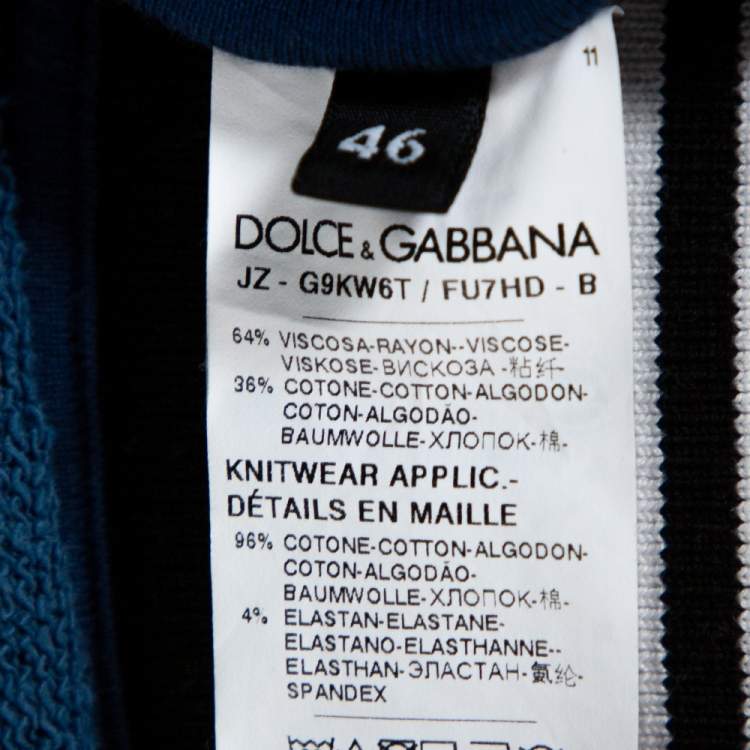 11
46
DOLCE & GABBANA
JZ - G9KW6T / FU7HD - B
64% VISCOSA-RAYON--VISCOSE-
VISKOSE-ВИСКОЗА -粘纤-
36% COTONE-COTTON-ALGODON-
COTON-ALGODÃO-
BAUMWOLLE-ХЛОПОК-棉-
KNITWEAR APPLIC.-
DÉTAILS EN MAILLE
96% COTONE-COTTON-ALGODON-
COTON-ALGODÃO-
BAUMWOLLE-ХЛОПОК-棉-
4% ELASTAN-ELASTANE-
ELASTANO-ELASTHANNE--
ELASTHAN-ЭЛАСТАН-氨纶-
SPANDEX